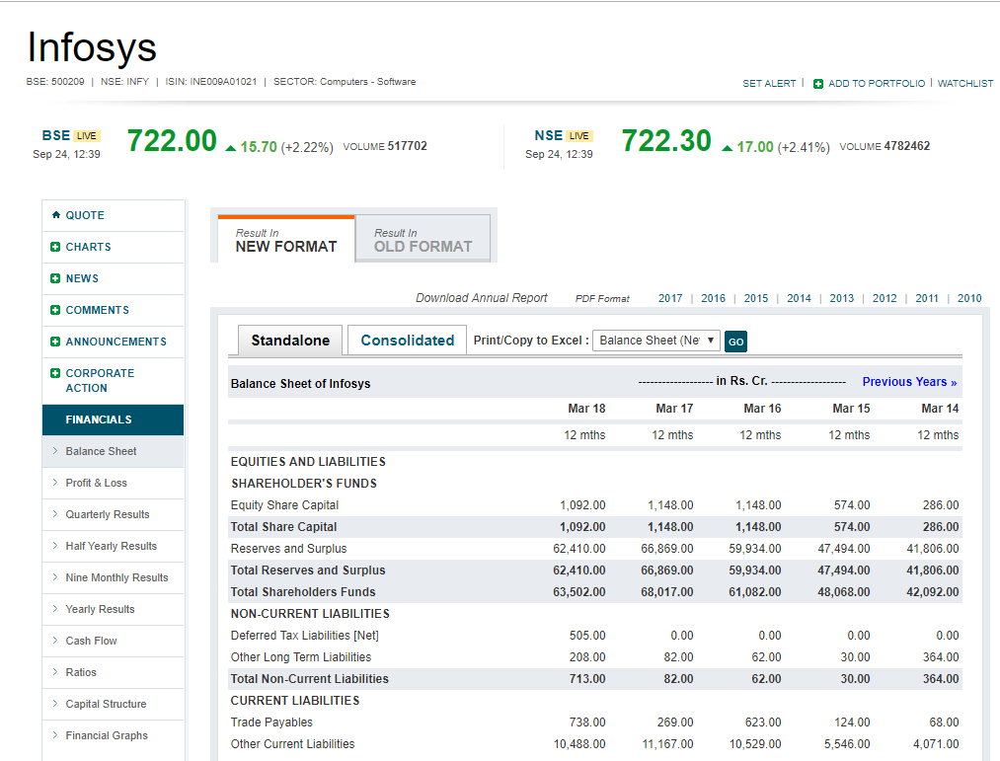 Infosys
BSE: 500209 | NSE: INFY | ISIN: INE009A01021 | SECTOR: Computers - Software
SET ALERT | ADD TO PORTFOLIO | WATCHLIST
BSE LIVE 722.00 15.70 (+2.22%) VOLUME 517702
Sep 24, 12:39
NSE LIVE 722.30 17.00 (+2.41%) VOLUME 4782462
Sep 24, 12:39
QUOTE
CHARTS
NEWS
COMMENTS
ANNOUNCEMENTS
CORPORATE
ACTION
FINANCIALS
Balance Sheet
Profit & Loss
Quarterly Results
Half Yearly Results
Nine Monthly Results
Yearly Results
Cash Flow
Ratios
Capital Structure
Financial Graphs
Result In
NEW FORMAT
Result In
OLD FORMAT
Download Annual Report PDF Format 2017 | 2016 | 2015 | 2014 | 2013 | 2012 | 2011 | 2010
Standalone Consolidated Print/Copy to Excel : Balance Sheet (Ne GO
Balance Sheet of Infosys ------------------- in Rs. Cr. ------------------- Previous Years »
Mar 18 Mar 17 Mar 16 Mar 15 Mar 14
12 mths 12 mths 12 mths 12 mths 12 mths
EQUITIES AND LIABILITIES
SHAREHOLDER'S FUNDS
Equity Share Capital 1,092.00 1,148.00 1,148.00 574.00 286.00
Total Share Capital 1,092.00 1,148.00 1,148.00 574.00 286.00
Reserves and Surplus 62,410.00 66,869.00 59,934.00 47,494.00 41,806.00
Total Reserves and Surplus 62,410.00 66,869.00 59,934.00 47,494.00 41,806.00
Total Shareholders Funds 63,502.00 68,017.00 61,082.00 48,068.00 42,092.00
NON-CURRENT LIABILITIES
Deferred Tax Liabilities [Net] 505.00 0.00 0.00 0.00 0.00
Other Long Term Liabilities 208.00 82.00 62.00 30.00 364.00
Total Non-Current Liabilities 713.00 82.00 62.00 30.00 364.00
CURRENT LIABILITIES
Trade Payables 738.00 269.00 623.00 124.00 68.00
Other Current Liabilities 10,488.00 11,167.00 10,529.00 5,546.00 4,071.00